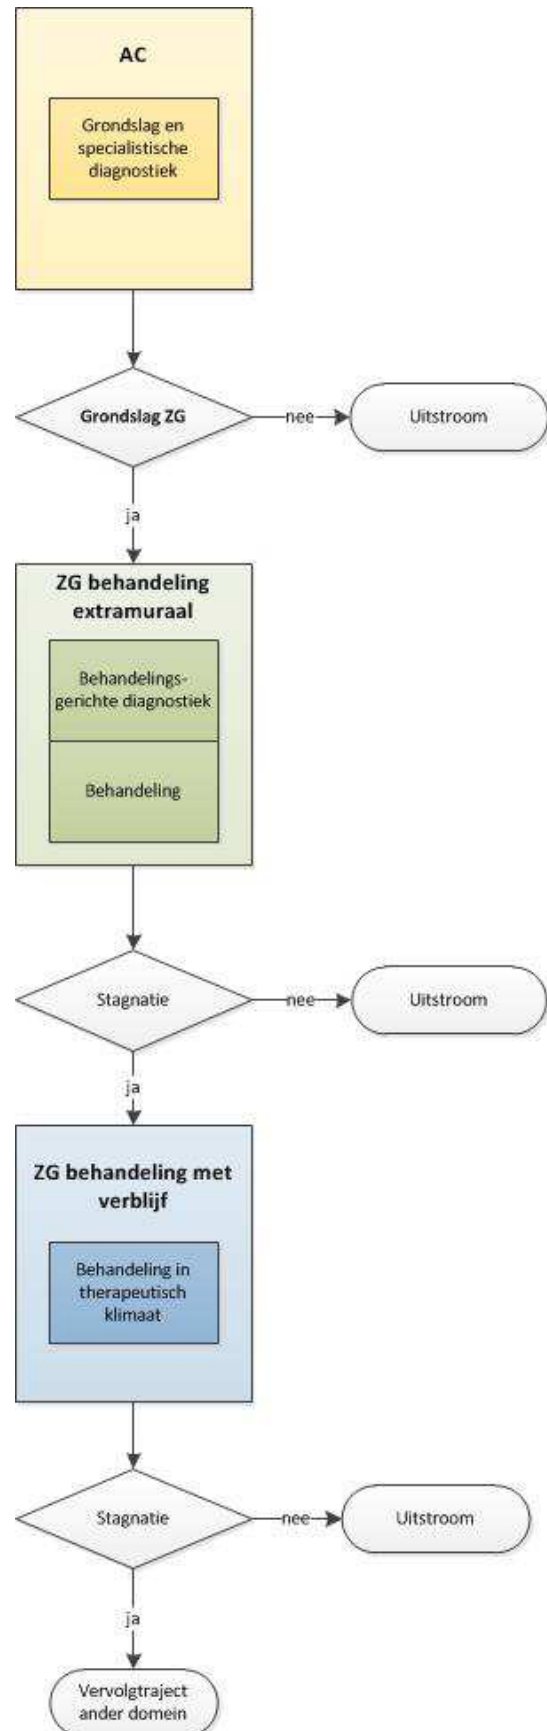 AC
Grondslag en
specialistische
diagnostiek
Grondslag ZG
nee
Uitstroom
ja
ZG behandeling
extramuraal
Behandelings-
gerichte diagnostiek
Behandeling
Stagnatie
nee
Uitstroom
ja
ZG behandeling met
verblijf
Behandeling in
therapeutisch
klimaat
Stagnatie
nee
Uitstroom
ja
Vervolgtraject
ander domein